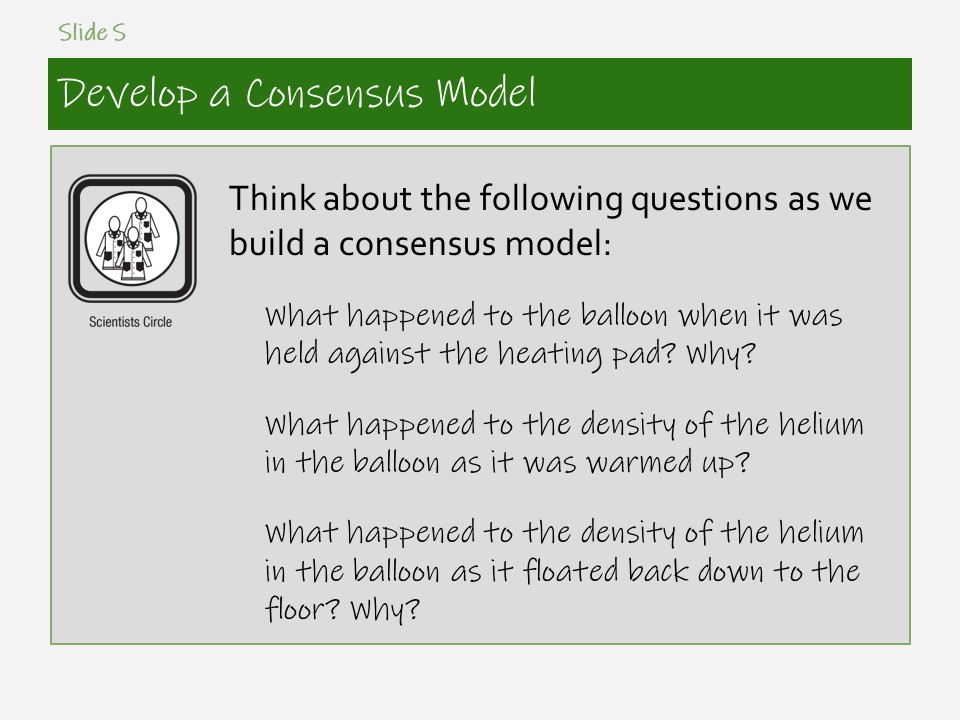 Slide S
Develop a Consensus Model
Scientists Circle
Think about the following questions as we
build a consensus model:
What happened to the balloon when it was
held against the heating pad? Why?
What happened to the density of the helium
in the balloon as it was warmed up?
What happened to the density of the helium
in the balloon as it floated back down to the
floor? Why?